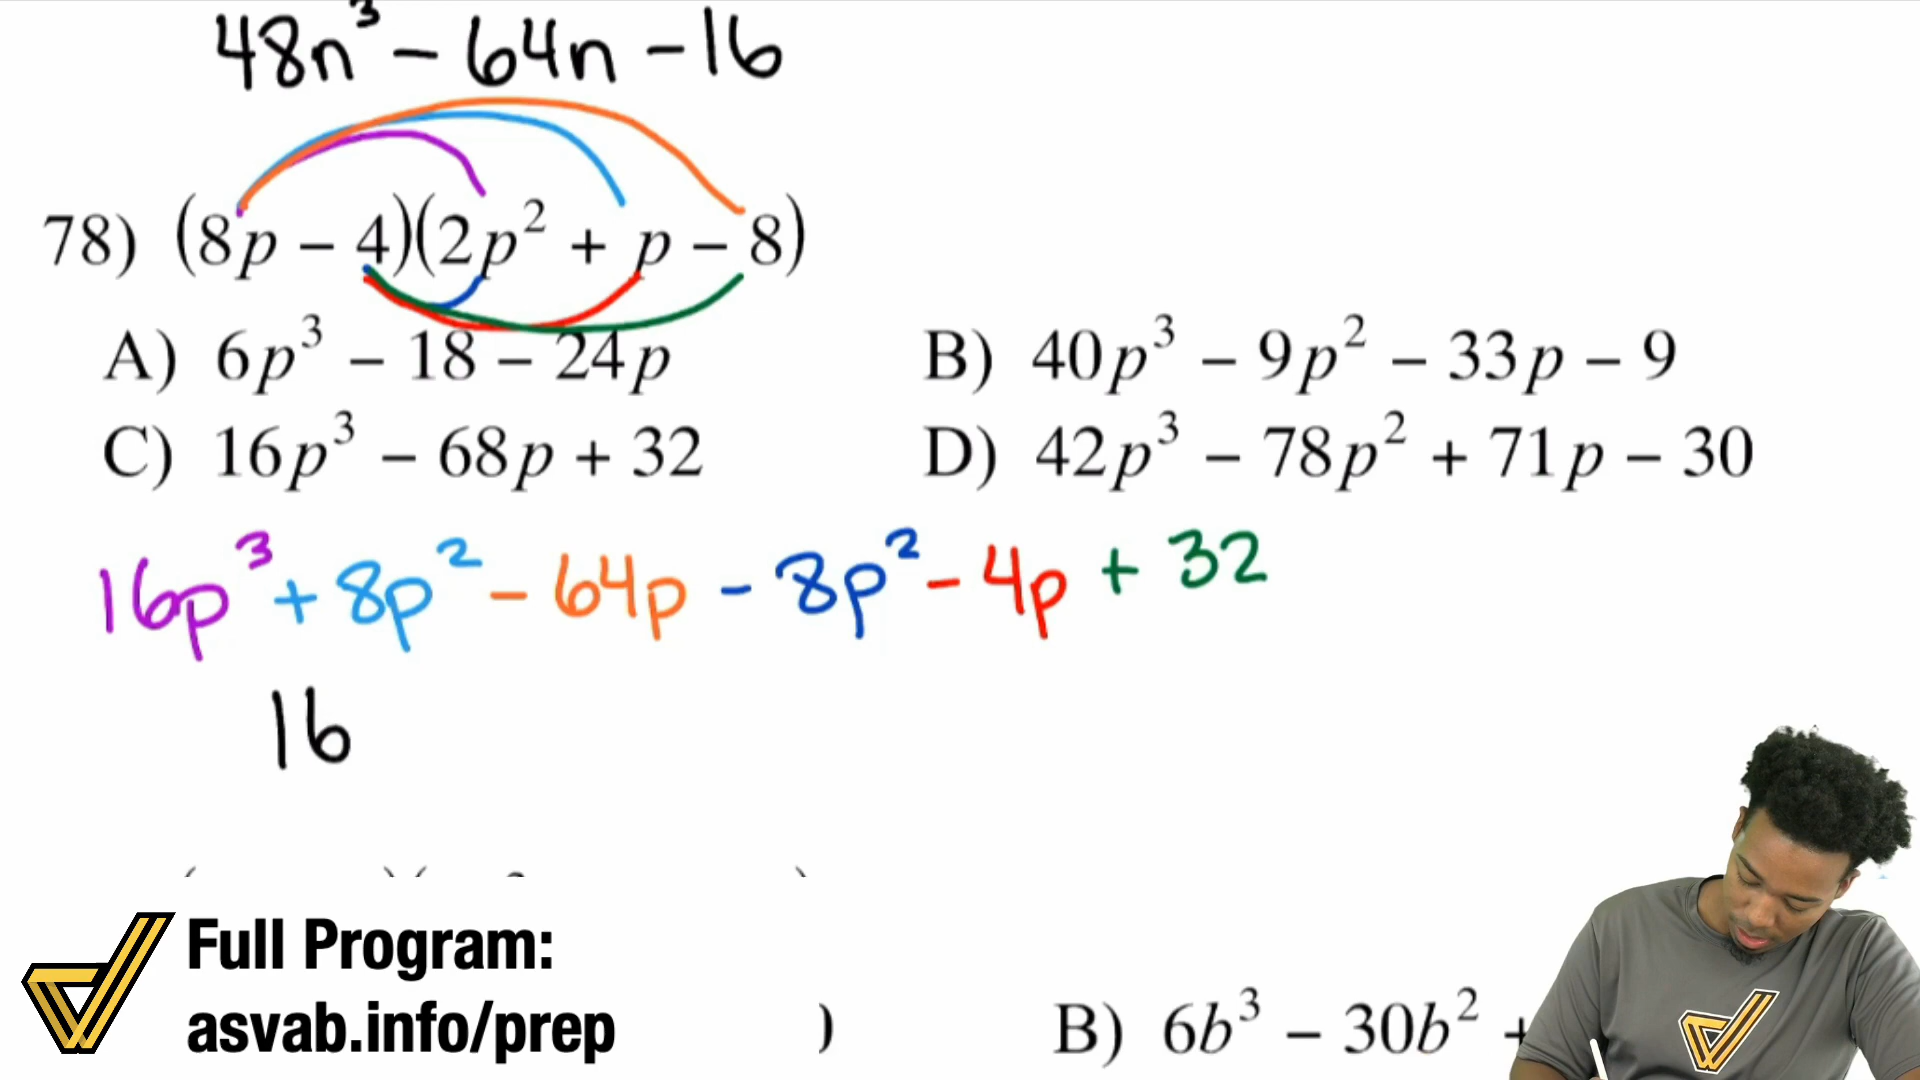 48n³ − 64n − 16
78) (8p − 4)(2p² + p − 8)
A) 6p³ − 18 − 24p
B) 40p³ − 9p² − 33p − 9
C) 16p³ − 68p + 32
D) 42p³ − 78p² + 71p − 30
16p³ + 8p² − 64p − 8p² − 4p + 32
16
Full Program:
asvab.info/prep
) B) 6b³ − 30b² +